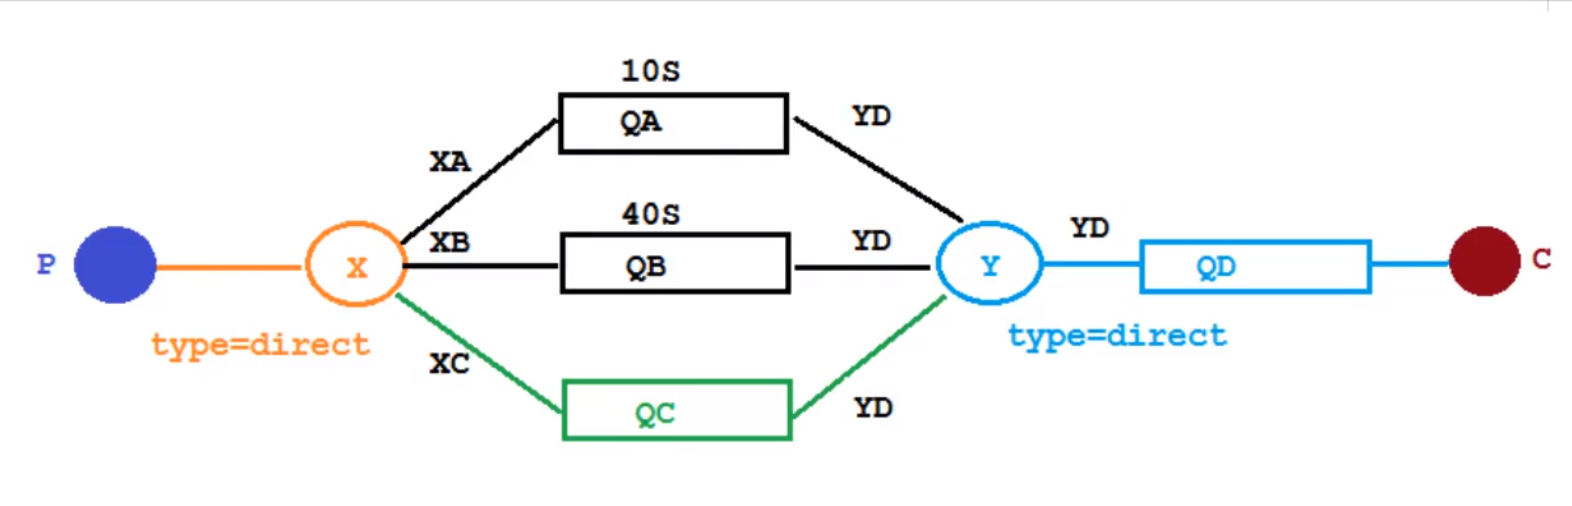 10S
QA
YD
XA
40S
XB
YD
YD
P
X
QB
Y
QD
C
type=direct
type=direct
XC
QC
YD